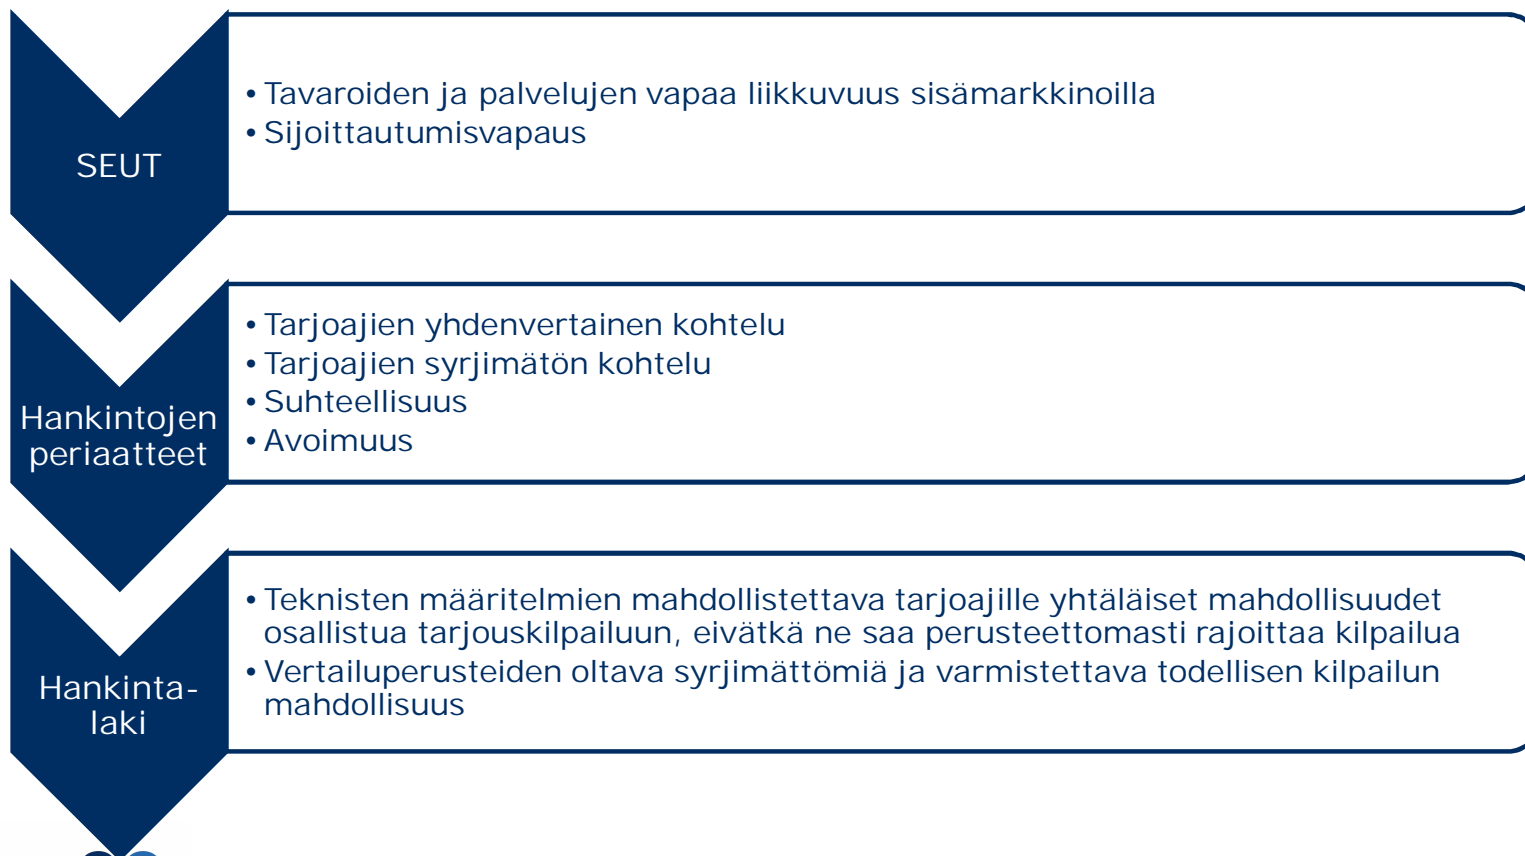 SEUT
• Tavaroiden ja palvelujen vapaa liikkuvuus sisämarkkinoilla
• Sijoittautumisvapaus
Hankintojen
periaatteet
• Tarjoajien yhdenvertainen kohtelu
• Tarjoajien syrjimätön kohtelu
• Suhteellisuus
• Avoimuus
Hankinta-
laki
• Teknisten määritelmien mahdollistettava tarjoajille yhtäläiset mahdollisuudet
osallistua tarjouskilpailuun, eivätkä ne saa perusteettomasti rajoittaa kilpailua
• Vertailuperusteiden oltava syrjimättömiä ja varmistettava todellisen kilpailun
mahdollisuus